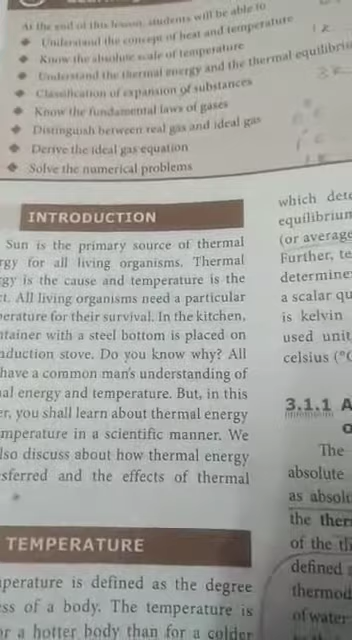 At the end of this lesson, students will be able to
Understand the concept of heat and temperature
Know the absolute scale of temperature
Understand the thermal energy and the thermal
Classification of expansion of substances
Know the fundamental laws of gases
Distinguish between real gas and ideal gas
Derive the ideal gas equation
Solve the numerical problems
INTRODUCTION
Sun is the primary source of thermal
rgy for all living organisms. Thermal
rgy is the cause and temperature is the
ct. All living organisms need a particular
perature for their survival. In the kitchen,
ntainer with a steel bottom is placed on
nduction stove. Do you know why? All
have a common man's understanding of
nal energy and temperature. But, in this
er, you shall learn about thermal energy
mperature in a scientific manner. We
lso discuss about how thermal energy
sferred and the effects of thermal
TEMPERATURE
perature is defined as the degree
ess of a body. The temperature is
or a hotter body than for a colder
which dete
equilibrium
(or average
Further, te
determine
a scalar qu
is kelvin
used unit
celsius (°C
3.1.1 A
The
absolute
as absolu
the ther
of the th
defined
thermod
of water